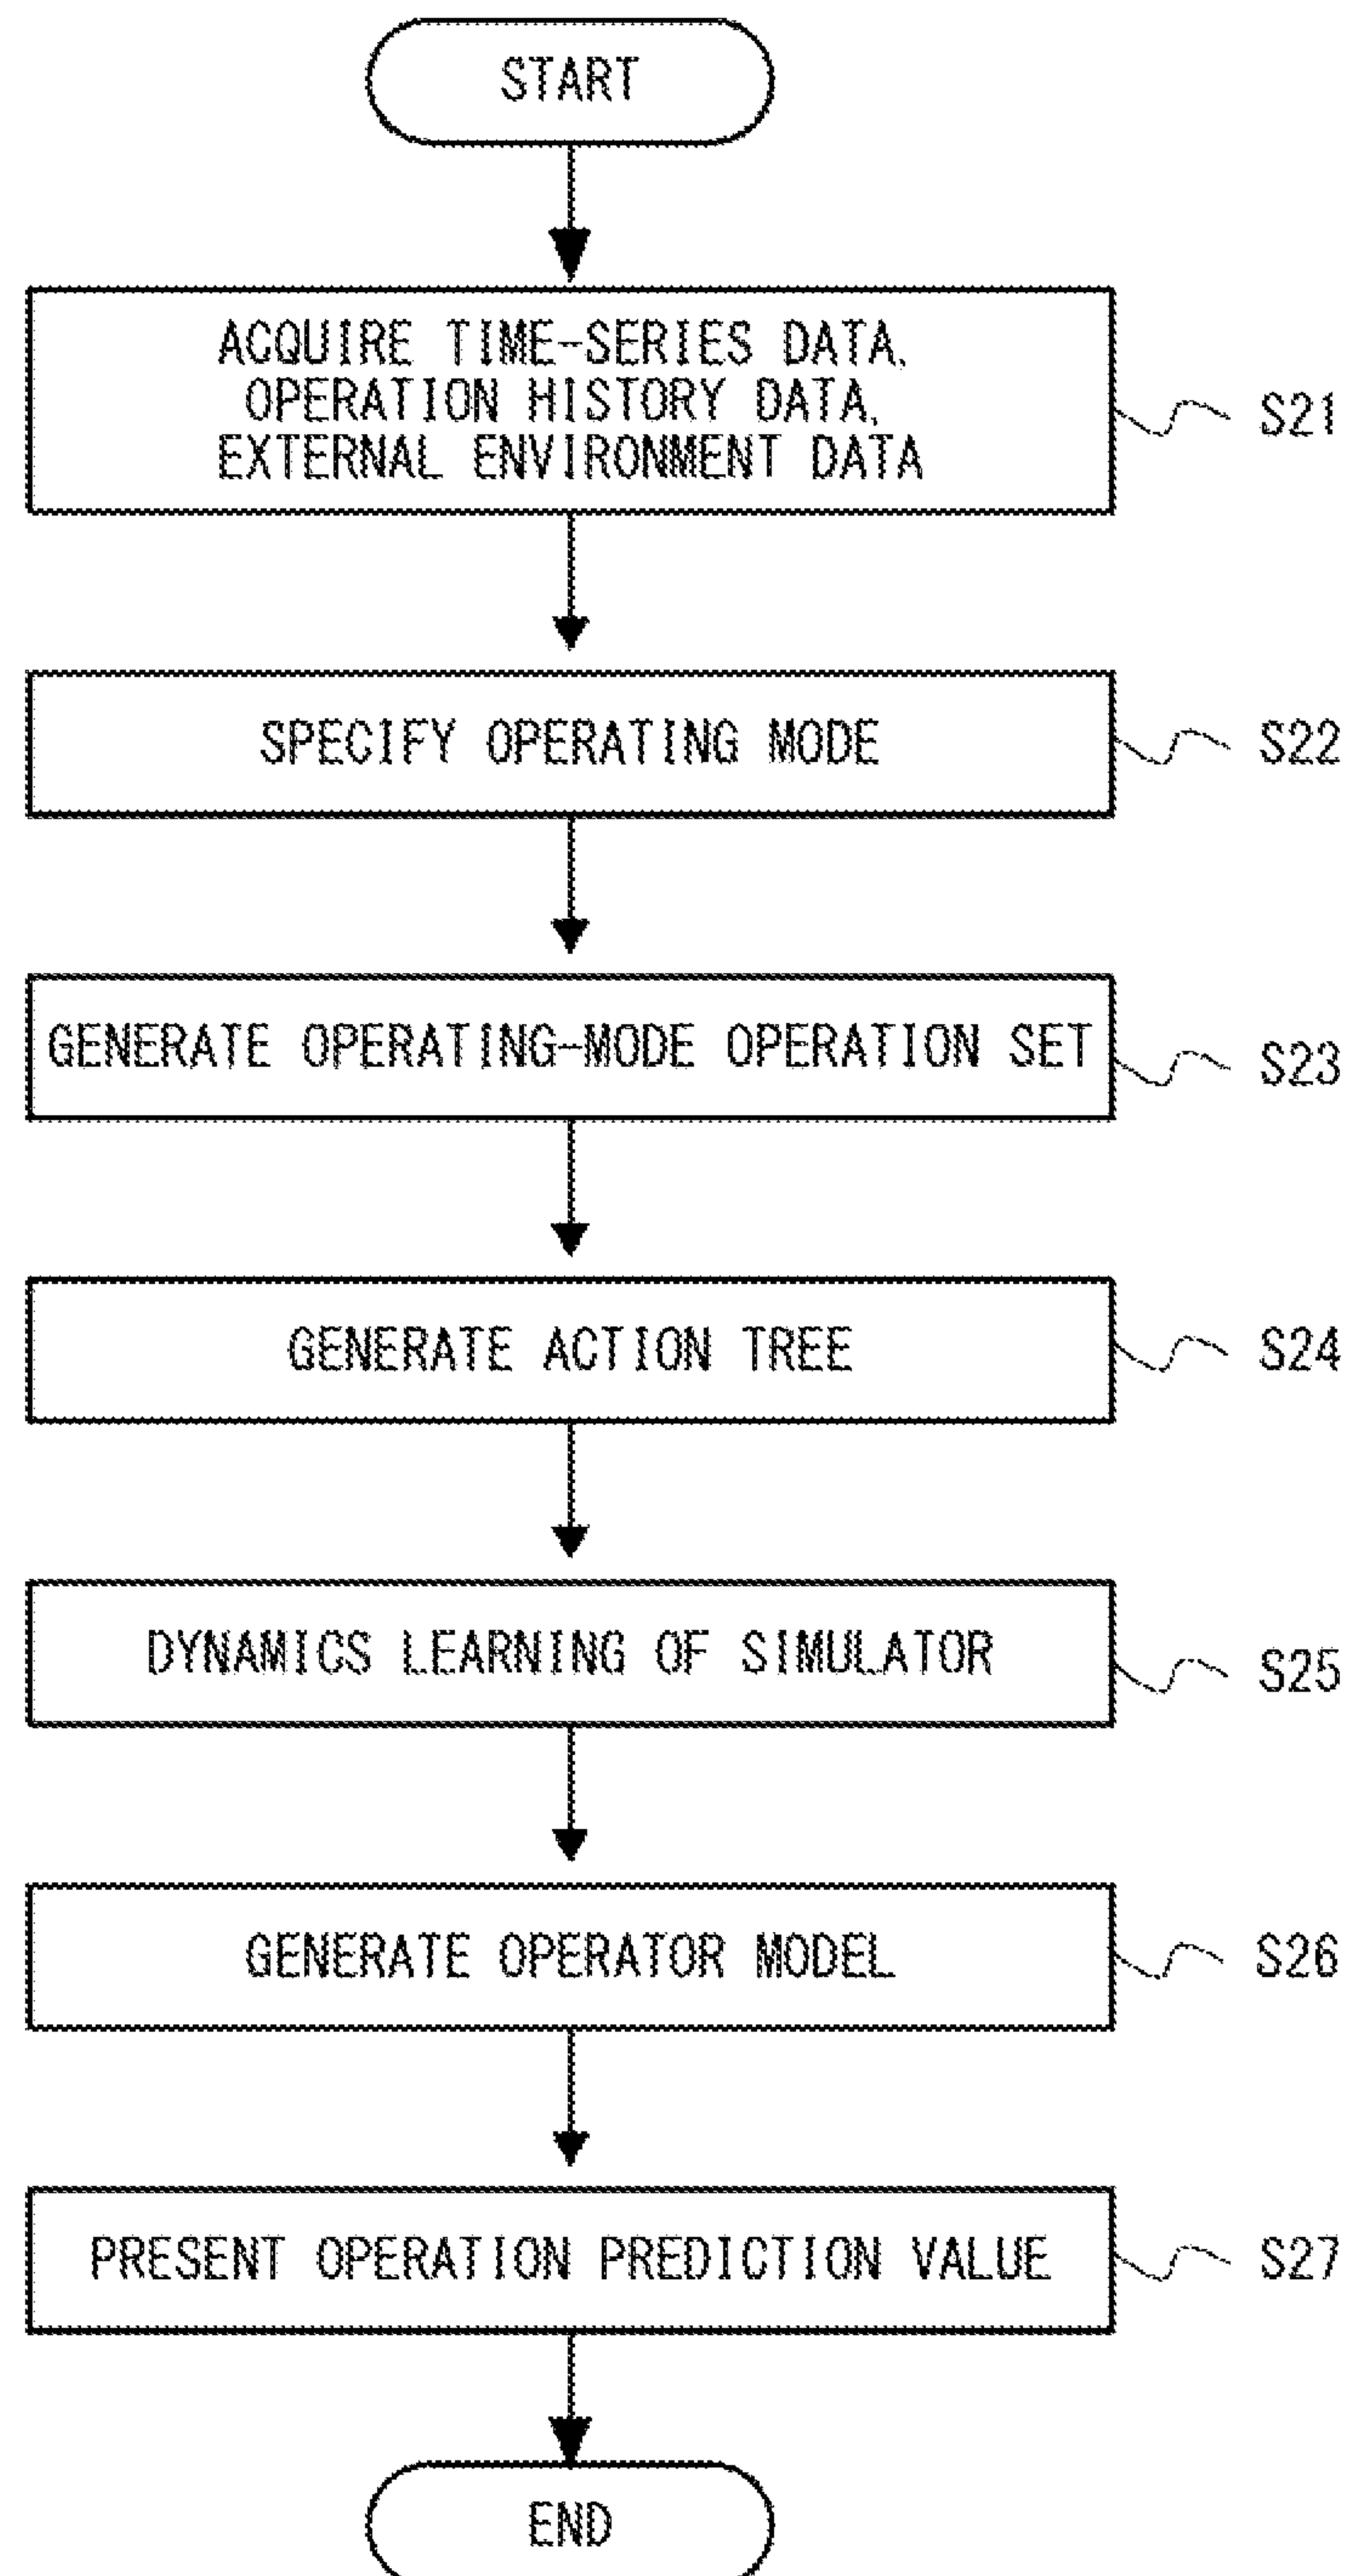 START
ACQUIRE TIME-SERIES DATA,
OPERATION HISTORY DATA,
EXTERNAL ENVIRONMENT DATA
S21
SPECIFY OPERATING MODE
S22
GENERATE OPERATING-MODE OPERATION SET
S23
GENERATE ACTION TREE
S24
DYNAMICS LEARNING OF SIMULATOR
S25
GENERATE OPERATOR MODEL
S26
PRESENT OPERATION PREDICTION VALUE
S27
END